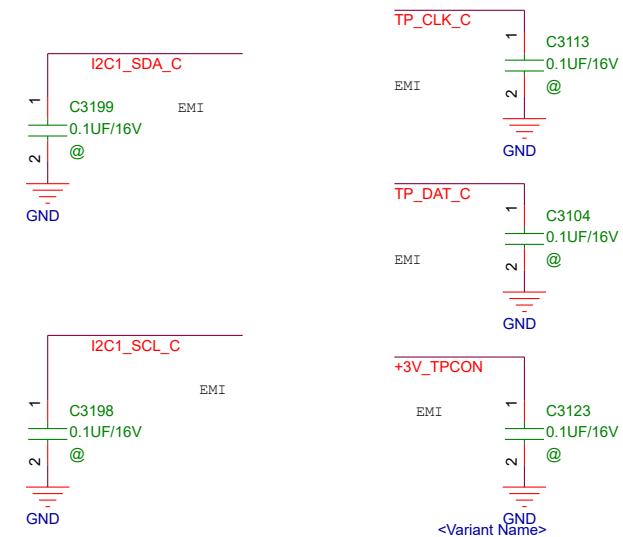 I2C1_SDA_C
1
C3199
EMI
0.1UF/16V
2
@
GND
I2C1_SCL_C
EMI
1
C3198
0.1UF/16V
2
@
GND
TP_CLK_C
1
C3113
0.1UF/16V
EMI
2
@
GND
TP_DAT_C
1
C3104
0.1UF/16V
EMI
2
@
GND
+3V_TPCON
1
EMI
C3123
0.1UF/16V
2
@
GND
<Variant Name>